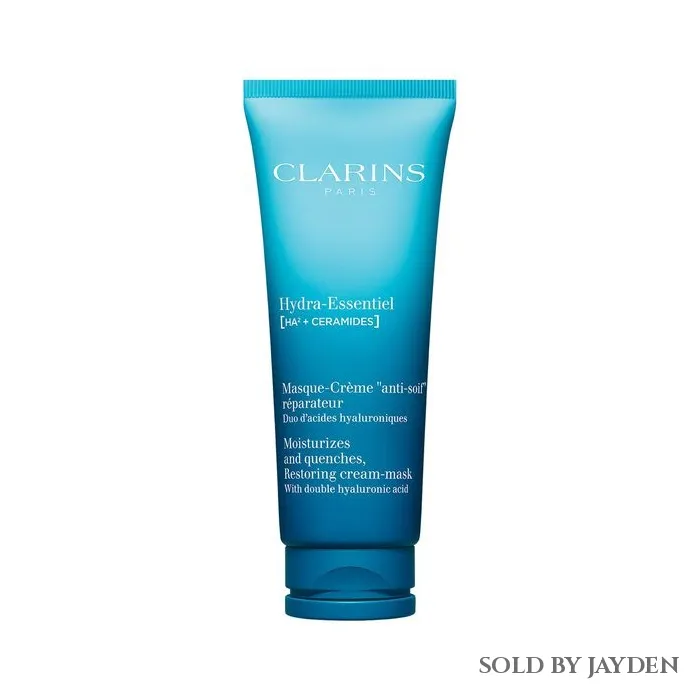 CLARINS
PARIS
Hydra-Essentiel
[HA² + CERAMIDES]
Masque-Crème "anti-soif"
réparateur
Duo d'acides hyaluroniques
Moisturizes
and quenches,
Restoring cream-mask
With double hyaluronic acid
SOLD BY JAYDEN